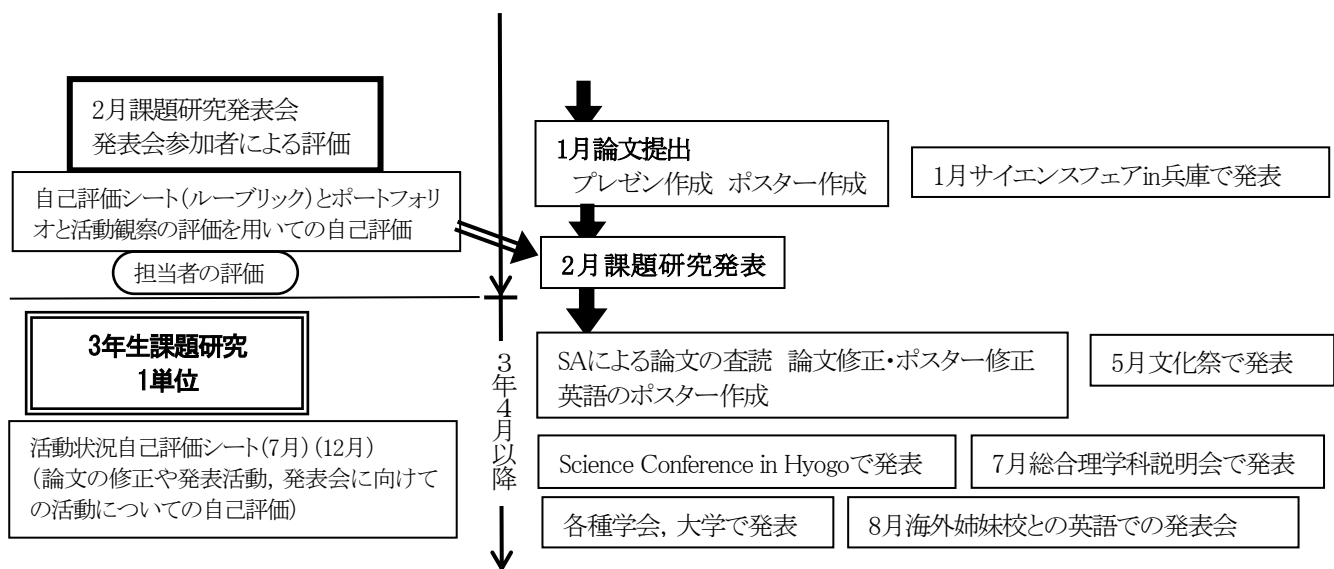 2月課題研究発表会
発表会参加者による評価
自己評価シート(ルーブリック)とポートフォリ
オと活動観察の評価を用いての自己評価
担当者の評価
1月論文提出
プレゼン作成 ポスター作成
1月サイエンスフェアin兵庫で発表
2月課題研究発表
3年生課題研究
1単位
活動状況自己評価シート(7月)(12月)
(論文の修正や発表活動, 発表会に向けて
の活動についての自己評価)
3年4月以降
SAによる論文の査読 論文修正・ポスター修正
英語のポスター作成
5月文化祭で発表
Science Conference in Hyogoで発表
7月総合理学科説明会で発表
各種学会, 大学で発表
8月海外姉妹校との英語での発表会